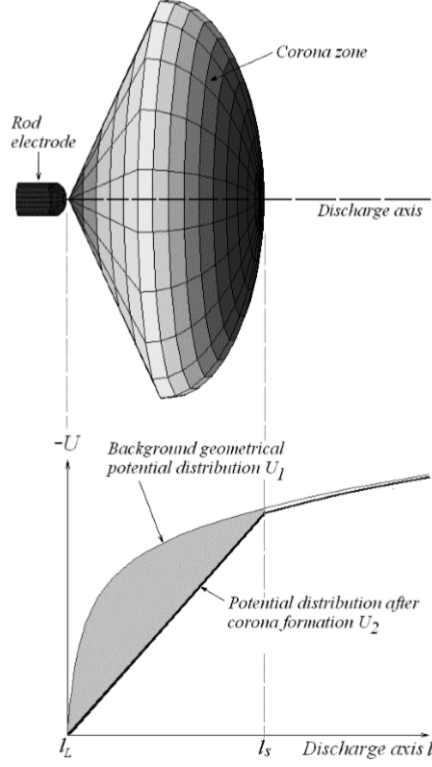 Corona zone
Rod
electrode
Discharge axis
-U
Background geometrical
potential distribution U1
Potential distribution after
corona formation U2
lL
ls
Discharge axis l